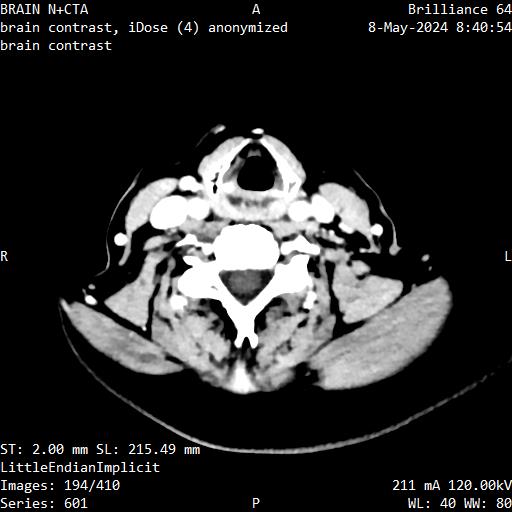 BRAIN N+CTA
A
Brilliance 64
brain contrast, iDose (4) anonymized
8-May-2024 8:40:54
brain contrast
R
L
ST: 2.00 mm SL: 215.49 mm
LittleEndianImplicit
Images: 194/410
211 mA 120.00kV
Series: 601
P
WL: 40 WW: 80